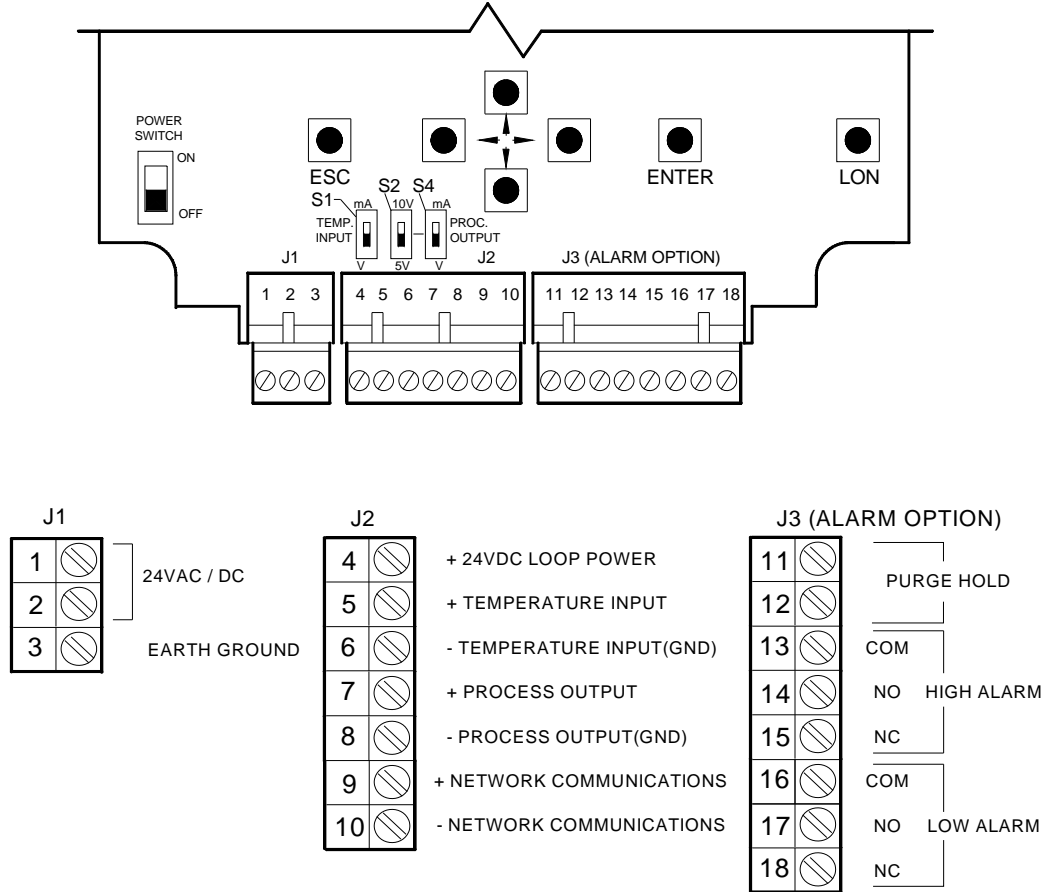 POWER
SWITCH
ON
OFF
ESC
ENTER
LON
S1 mA S2 10V S4 mA
TEMP.
INPUT
PROC.
OUTPUT
V 5V V
J1 J2 J3 (ALARM OPTION)
1 2 3 4 5 6 7 8 9 10 11 12 13 14 15 16 17 18
J1
1
2
24VAC / DC
3 EARTH GROUND
J2
4 + 24VDC LOOP POWER
5 + TEMPERATURE INPUT
6 - TEMPERATURE INPUT(GND)
7 + PROCESS OUTPUT
8 - PROCESS OUTPUT(GND)
9 + NETWORK COMMUNICATIONS
10 - NETWORK COMMUNICATIONS
J3 (ALARM OPTION)
11
12
PURGE HOLD
13 COM
14 NO HIGH ALARM
15 NC
16 COM
17 NO LOW ALARM
18 NC